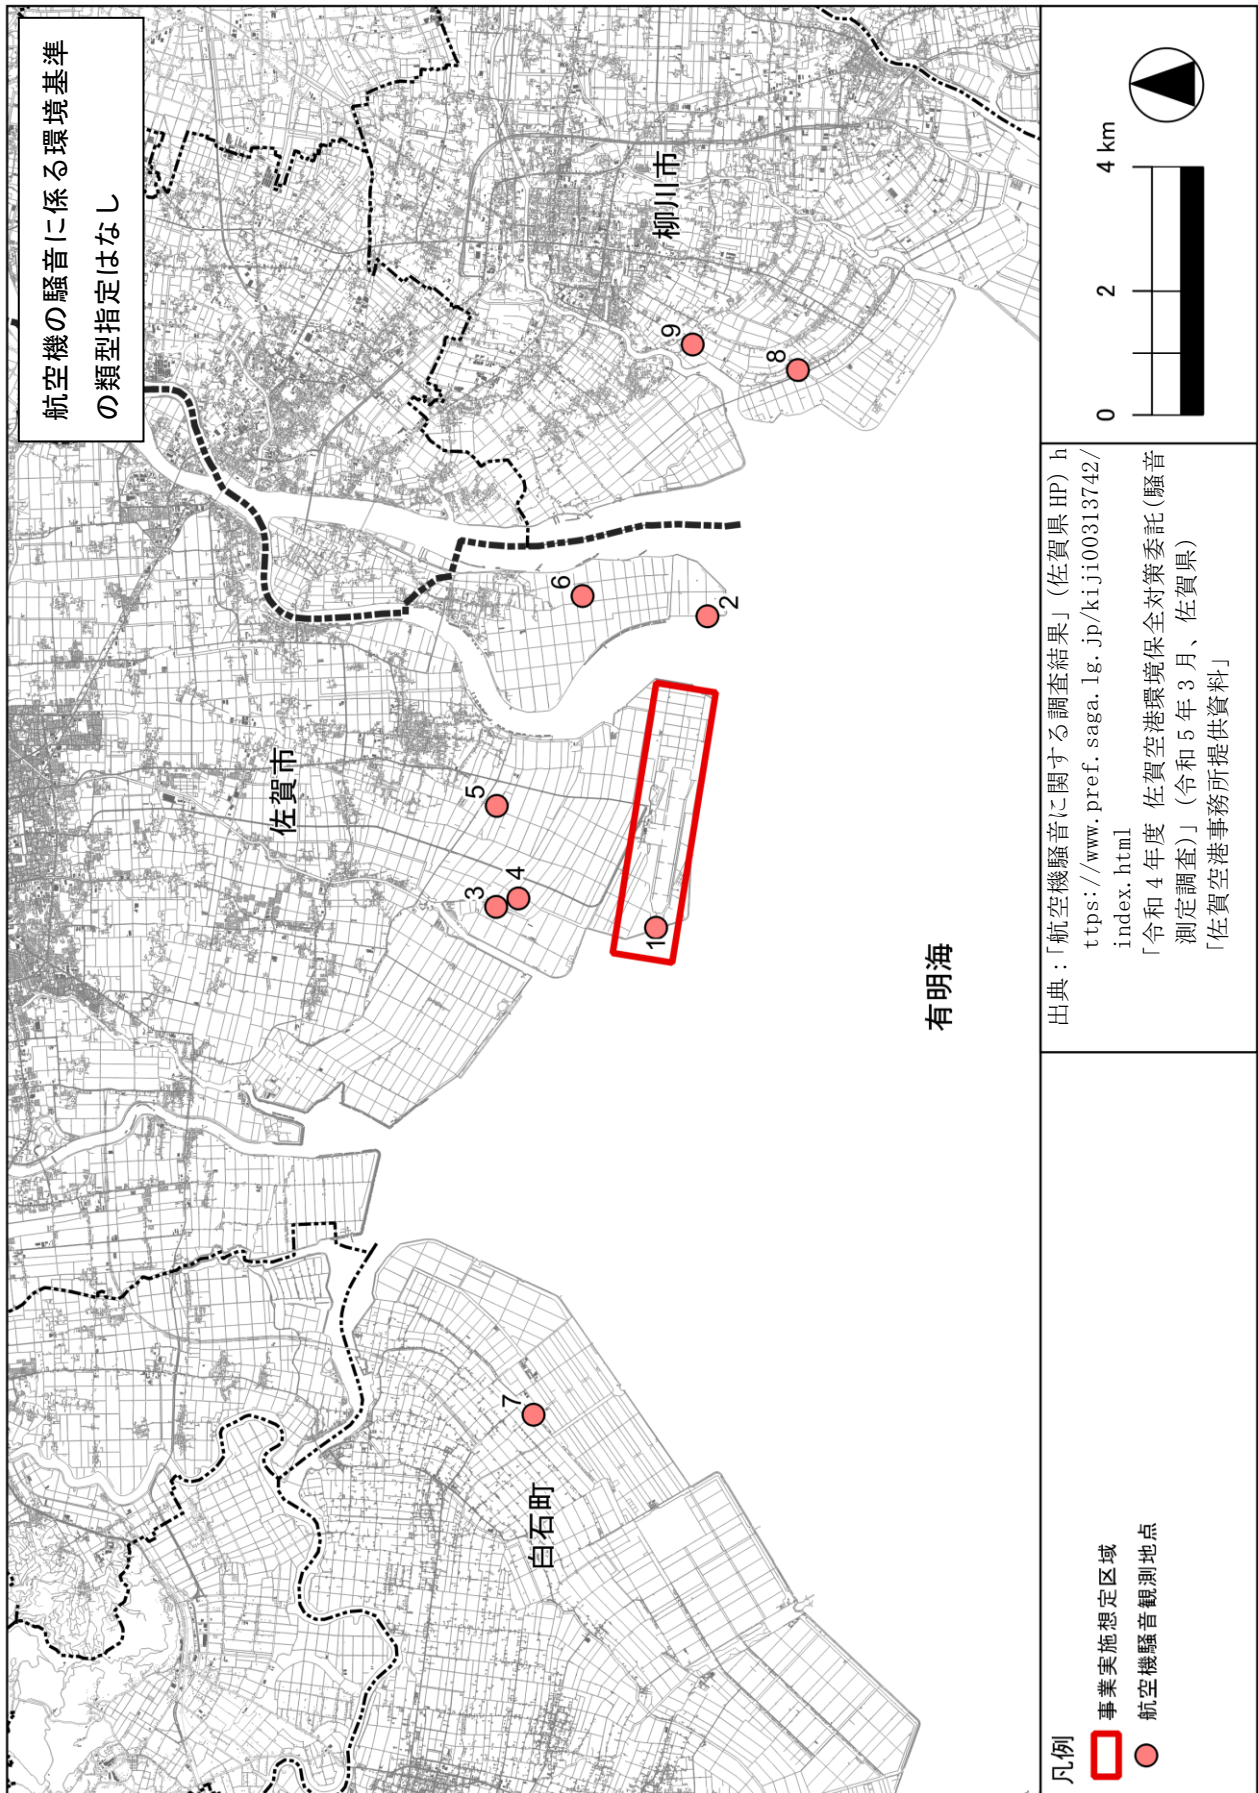 航空機の騒音に係る環境基準
の類型指定はなし
柳川市
佐賀市
白石町
有明海
1
2
3
4
5
6
7
8
9
凡例
事業実施想定区域
航空機騒音観測地点
出典：「航空機騒音に関する調査結果」（佐賀県 HP）h
ttps://www.pref.saga.lg.jp/kiji00313742/
index.html
「令和 4 年度 佐賀空港環境保全対策委託（騒音
測定調査）」（令和 5 年 3 月、佐賀県）
「佐賀空港事務所提供資料」
0 2 4 km